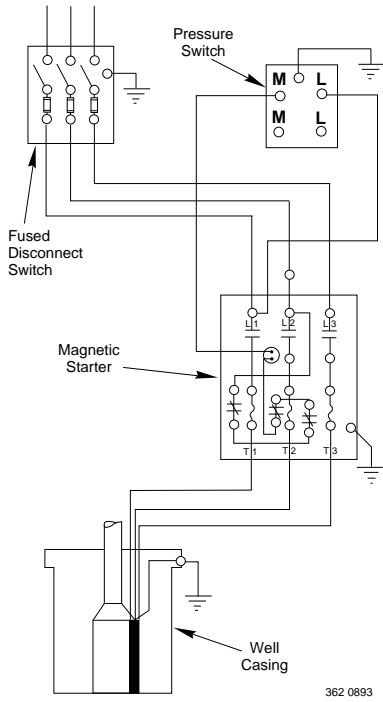 Pressure
Switch
M L
M L
Fused
Disconnect
Switch
L1 L2 L3
Magnetic
Starter
T1 T2 T3
Well
Casing
362 0893